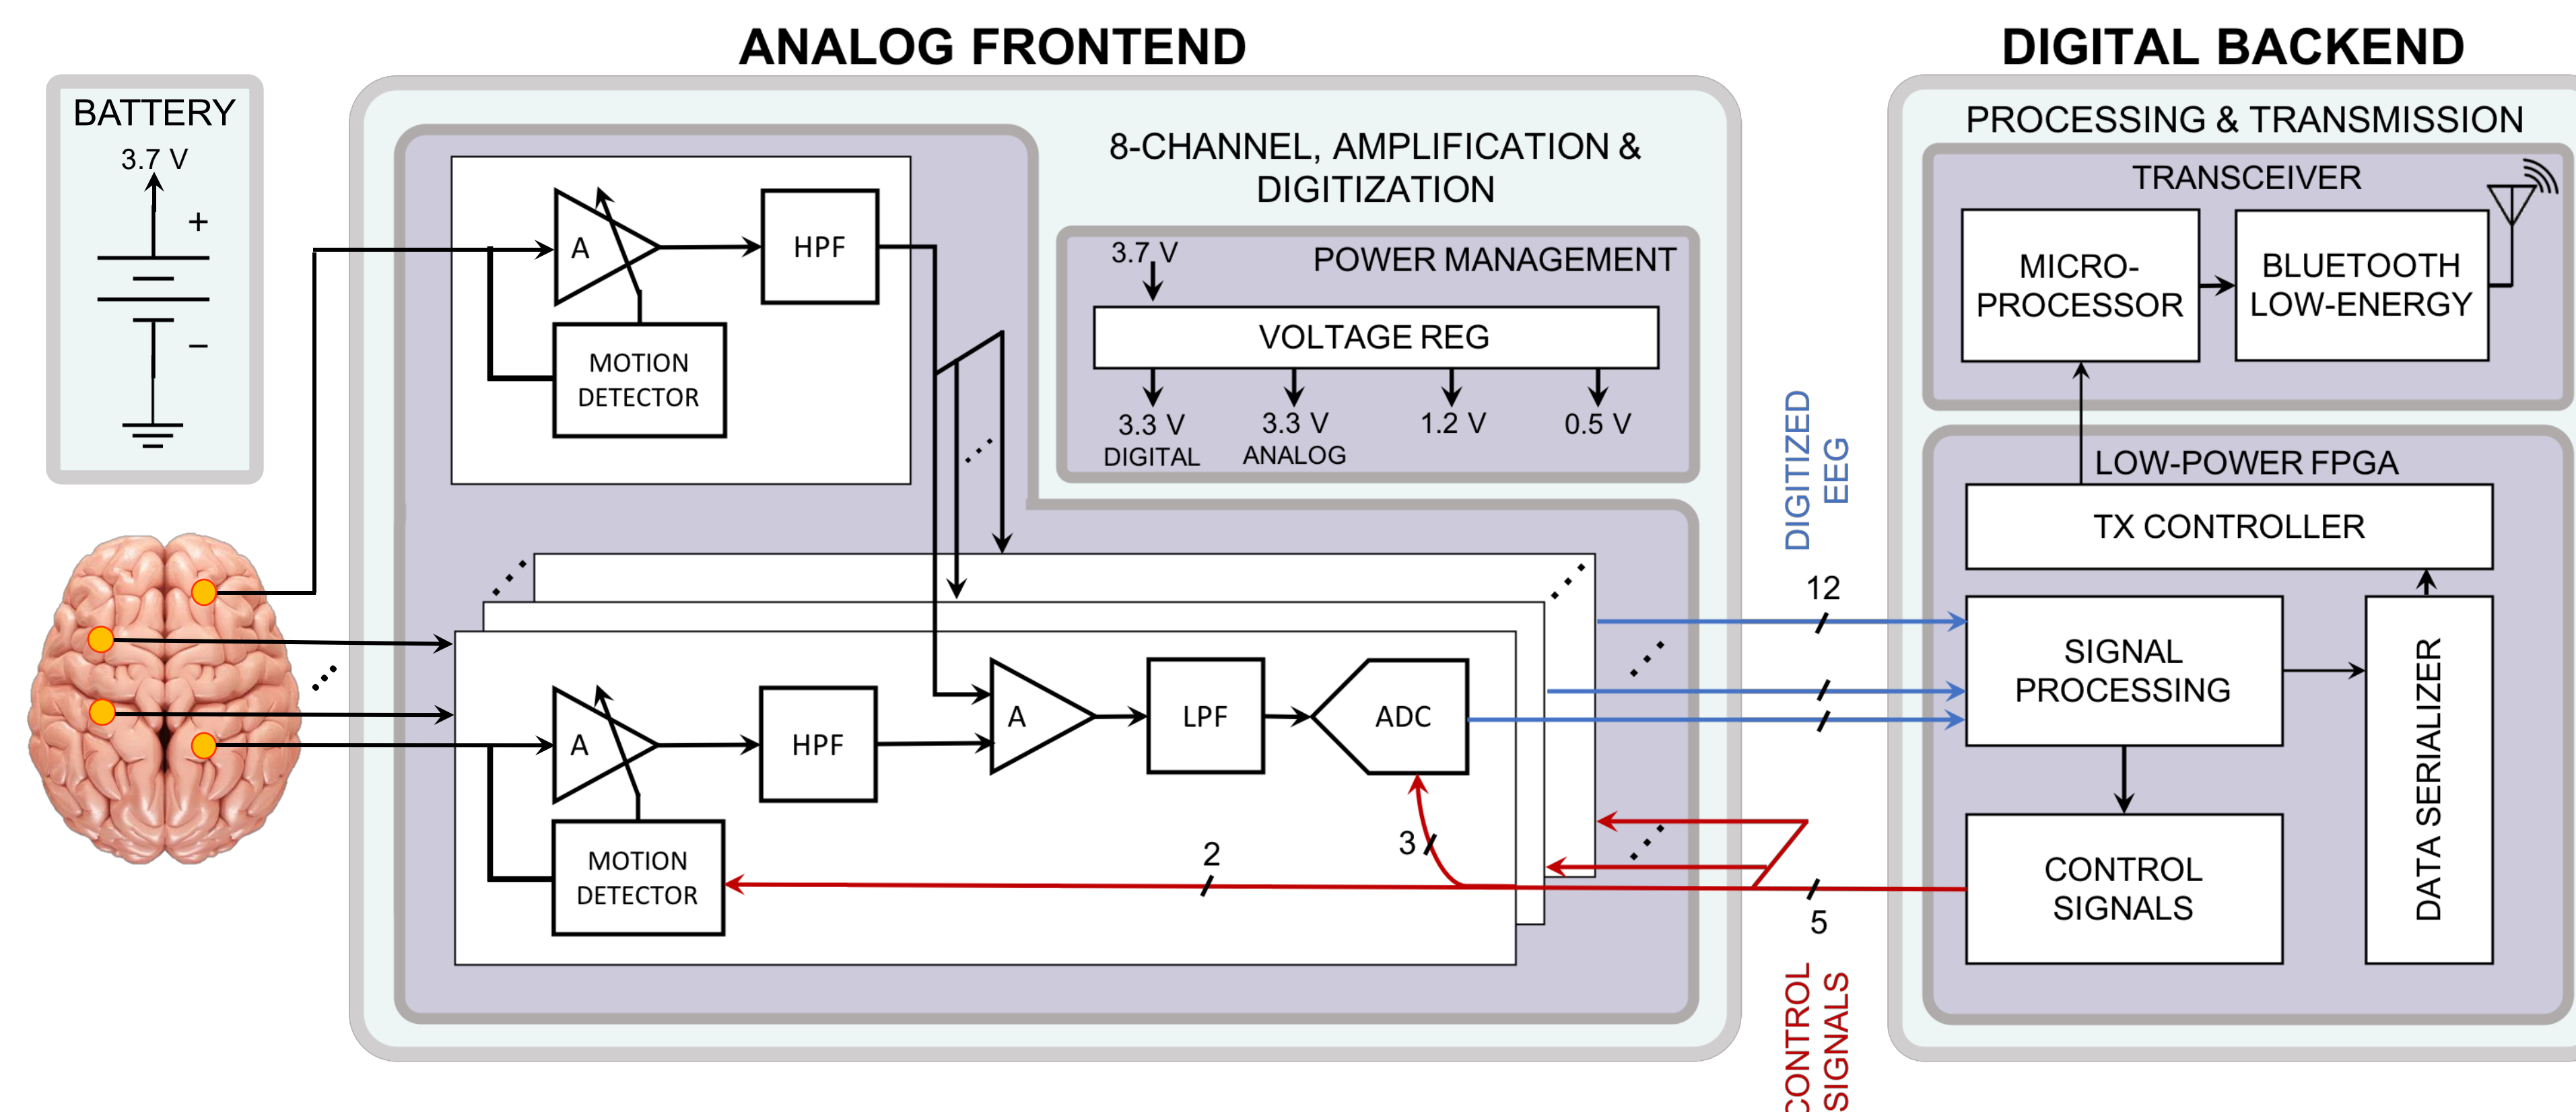 ANALOG FRONTEND
DIGITAL BACKEND
BATTERY
3.7 V
+
−
A
HPF
MOTION
DETECTOR
8-CHANNEL, AMPLIFICATION &
DIGITIZATION
3.7 V
POWER MANAGEMENT
VOLTAGE REG
3.3 V
DIGITAL
3.3 V
ANALOG
1.2 V
0.5 V
A
HPF
A
LPF
ADC
MOTION
DETECTOR
2
3
DIGITIZED
EEG
12
5
CONTROL
SIGNALS
PROCESSING & TRANSMISSION
TRANSCEIVER
MICRO-
PROCESSOR
BLUETOOTH
LOW-ENERGY
LOW-POWER FPGA
TX CONTROLLER
SIGNAL
PROCESSING
DATA SERIALIZER
CONTROL
SIGNALS